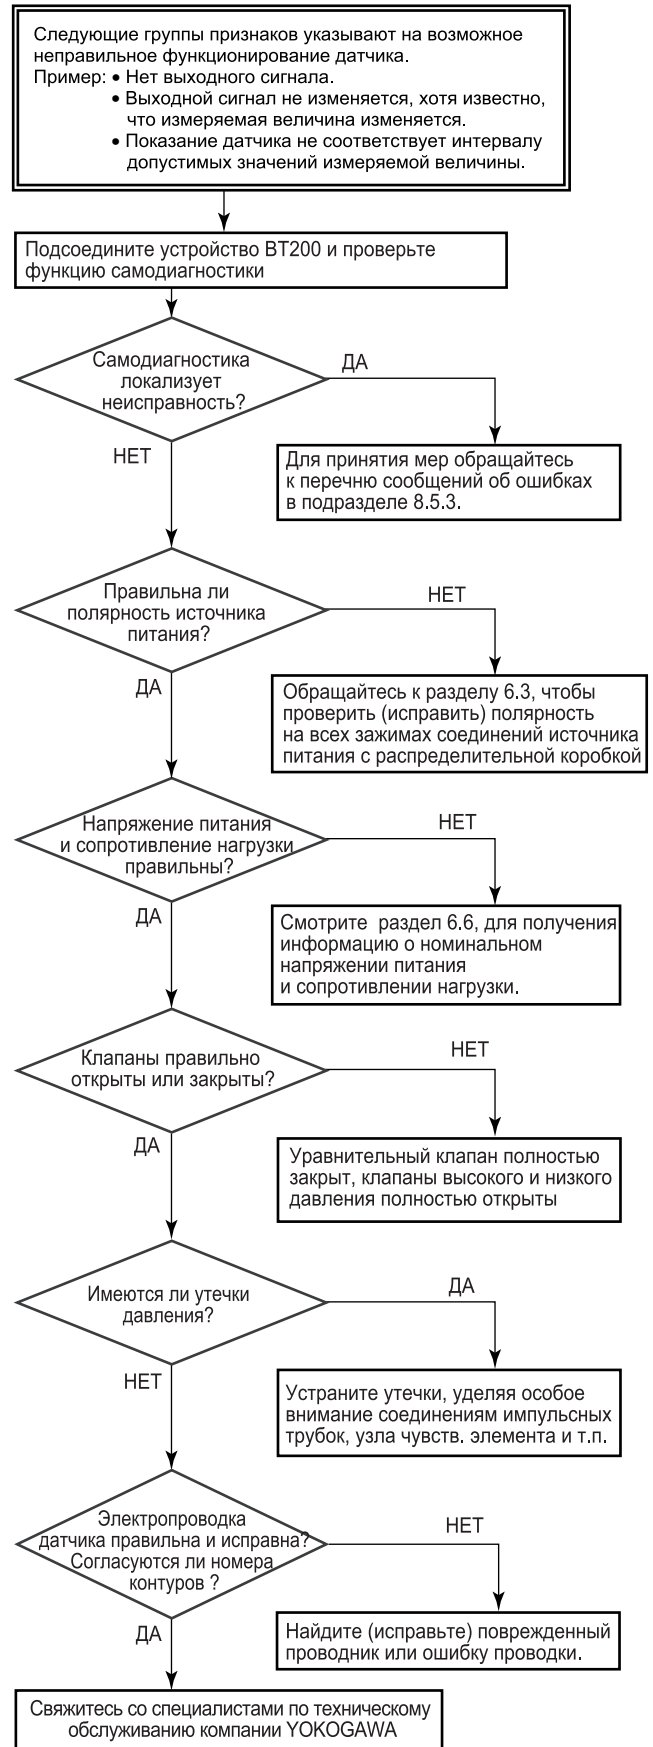 Следующие группы признаков указывают на возможное
неправильное функционирование датчика.
Пример: • Нет выходного сигнала.
• Выходной сигнал не изменяется, хотя известно,
что измеряемая величина изменяется.
• Показание датчика не соответствует интервалу
допустимых значений измеряемой величины.
Подсоедините устройство BT200 и проверьте
функцию самодиагностики
Самодиагностика
локализует
неисправность?
ДА
НЕТ
Для принятия мер обращайтесь
к перечню сообщений об ошибках
в подразделе 8.5.3.
Правильна ли
полярность источника
питания?
НЕТ
ДА
Обращайтесь к разделу 6.3, чтобы
проверить (исправить) полярность
на всех зажимах соединений источника
питания с распределительной коробкой
Напряжение питания
и сопротивление нагрузки
правильны?
НЕТ
ДА
Смотрите раздел 6.6, для получения
информацию о номинальном
напряжении питания
и сопротивлении нагрузки.
Клапаны правильно
открыты или закрыты?
НЕТ
ДА
Уравнительный клапан полностью
закрыт, клапаны высокого и низкого
давления полностью открыты
Имеются ли утечки
давления?
ДА
НЕТ
Устраните утечки, уделяя особое
внимание соединениям импульсных
трубок, узла чувств. элемента и т.п.
Электропроводка
датчика правильна и исправна?
Согласуются ли номера
контуров ?
НЕТ
ДА
Найдите (исправьте) поврежденный
проводник или ошибку проводки.
Свяжитесь со специалистами по техническому
обслуживанию компании YOKOGAWA